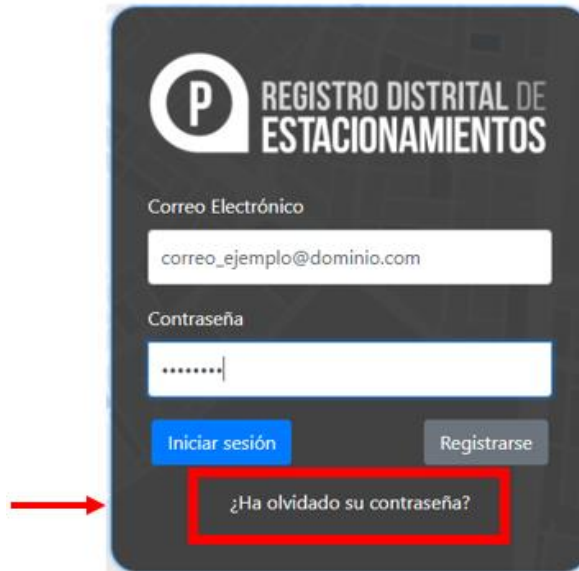 P
REGISTRO DISTRITAL DE
ESTACIONAMIENTOS
Correo Electrónico
correo_ejemplo@dominio.com
Contraseña
••••••••
Iniciar sesión
Registrarse
¿Ha olvidado su contraseña?